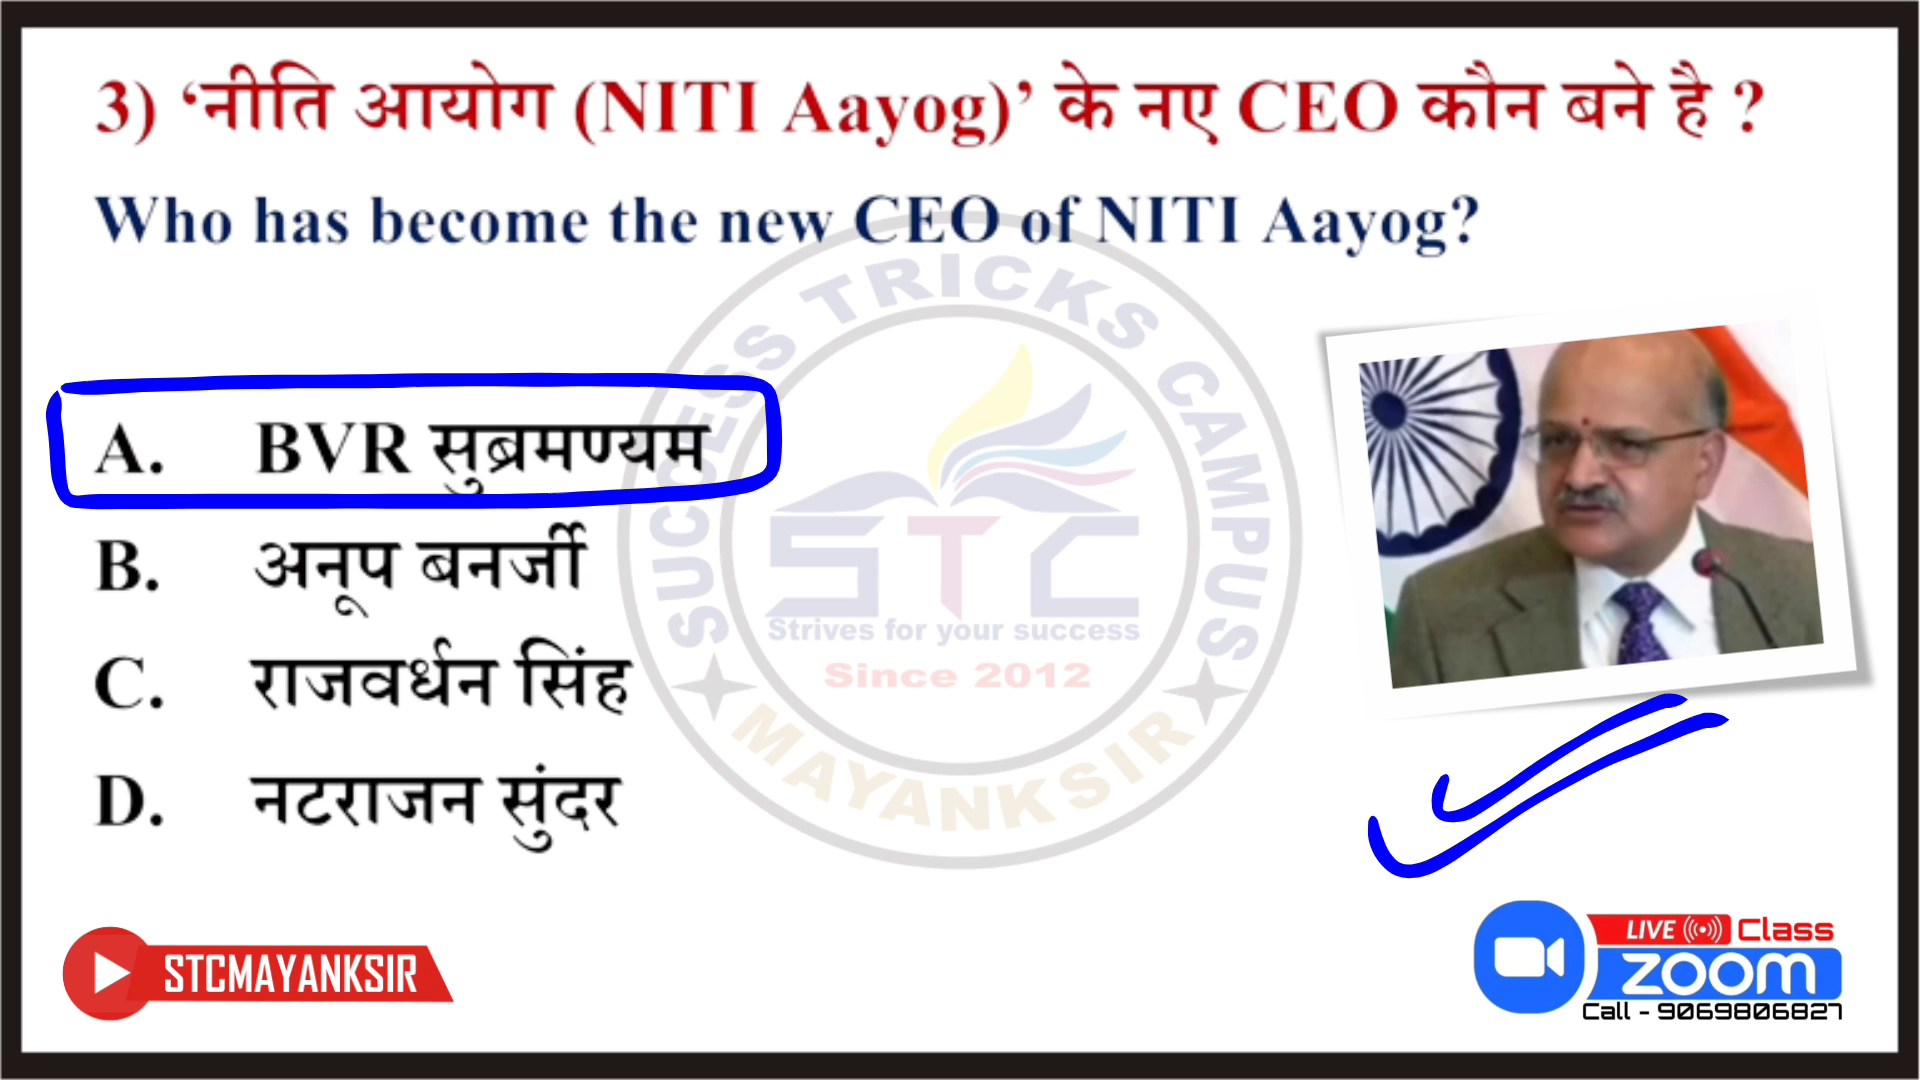 3) ‘नीति आयोग (NITI Aayog)’ के नए CEO कौन बने है ?
Who has become the new CEO of NITI Aayog?
A. BVR सुब्रमण्यम
B. अनूप बनर्जी
C. राजवर्धन सिंह
D. नटराजन सुंदर
SUCCESS TRICKS CAMPUS
STC
Strives for your success
Since 2012
MAYANKSIR
STCMAYANKSIR
LIVE Class
zoom
Call - 9069806827